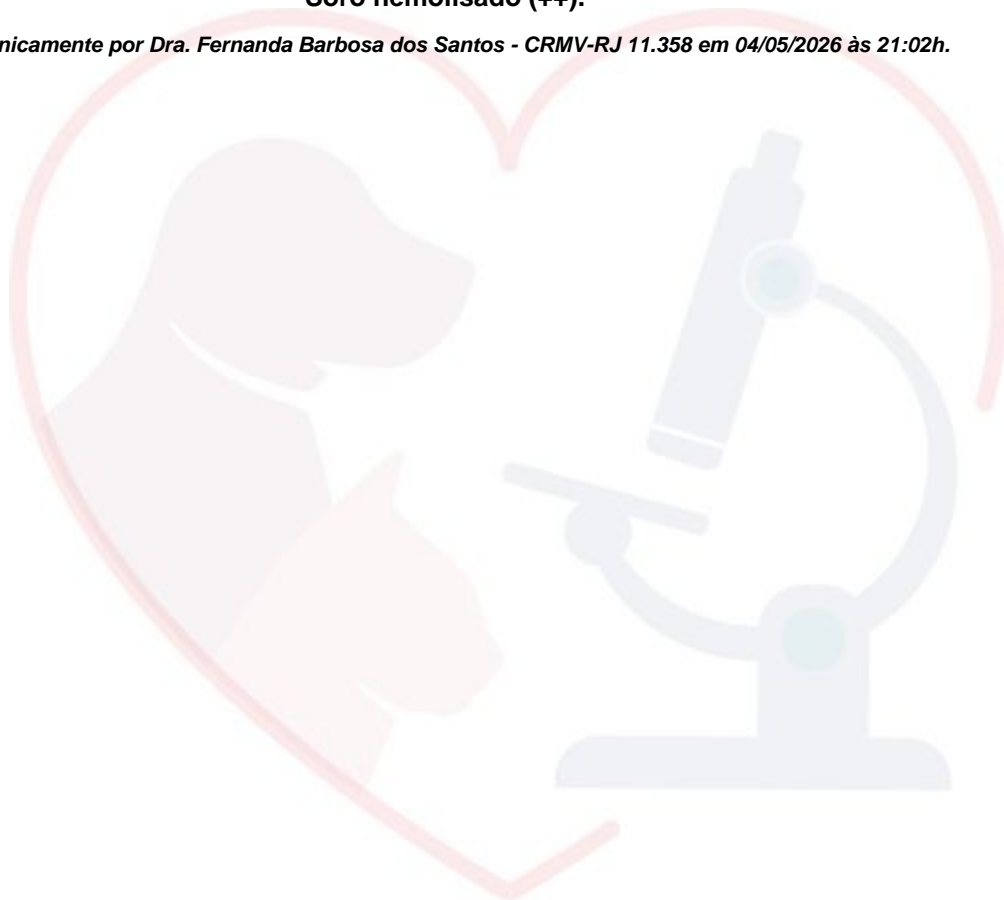 Soro hemolisado (++).
nicamente por Dra. Fernanda Barbosa dos Santos - CRMV-RJ 11.358 em 04/05/2026 às 21:02h.